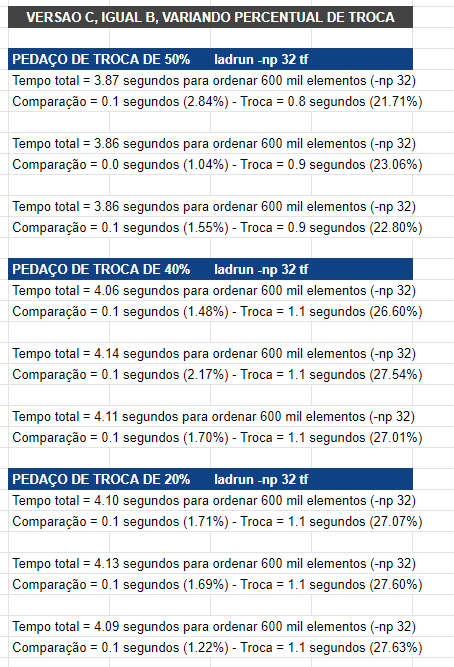 VERSAO C, IGUAL B, VARIANDO PERCENTUAL DE TROCA
PEDAÇO DE TROCA DE 50% ladrun -np 32 tf
Tempo total = 3.87 segundos para ordenar 600 mil elementos (-np 32)
Comparação = 0.1 segundos (2.84%) - Troca = 0.8 segundos (21.71%)
Tempo total = 3.86 segundos para ordenar 600 mil elementos (-np 32)
Comparação = 0.0 segundos (1.04%) - Troca = 0.9 segundos (23.06%)
Tempo total = 3.86 segundos para ordenar 600 mil elementos (-np 32)
Comparação = 0.1 segundos (1.55%) - Troca = 0.9 segundos (22.80%)
PEDAÇO DE TROCA DE 40% ladrun -np 32 tf
Tempo total = 4.06 segundos para ordenar 600 mil elementos (-np 32)
Comparação = 0.1 segundos (1.48%) - Troca = 1.1 segundos (26.60%)
Tempo total = 4.14 segundos para ordenar 600 mil elementos (-np 32)
Comparação = 0.1 segundos (2.17%) - Troca = 1.1 segundos (27.54%)
Tempo total = 4.11 segundos para ordenar 600 mil elementos (-np 32)
Comparação = 0.1 segundos (1.70%) - Troca = 1.1 segundos (27.01%)
PEDAÇO DE TROCA DE 20% ladrun -np 32 tf
Tempo total = 4.10 segundos para ordenar 600 mil elementos (-np 32)
Comparação = 0.1 segundos (1.71%) - Troca = 1.1 segundos (27.07%)
Tempo total = 4.13 segundos para ordenar 600 mil elementos (-np 32)
Comparação = 0.1 segundos (1.69%) - Troca = 1.1 segundos (27.60%)
Tempo total = 4.09 segundos para ordenar 600 mil elementos (-np 32)
Comparação = 0.1 segundos (1.22%) - Troca = 1.1 segundos (27.63%)